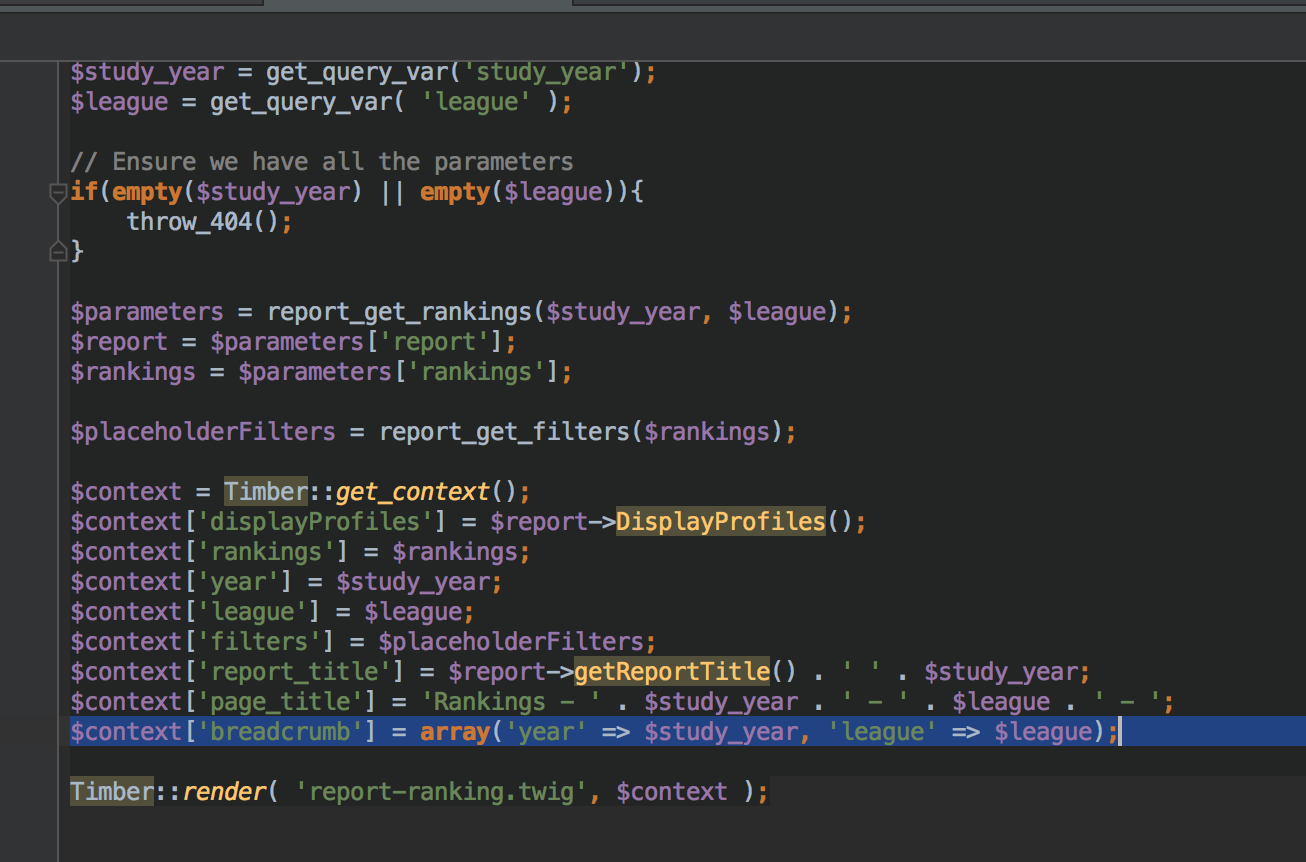 $study_year = get_query_var('study_year');
$league = get_query_var( 'league' );
// Ensure we have all the parameters
if(empty($study_year) || empty($league)){
    throw_404();
}
$parameters = report_get_rankings($study_year, $league);
$report = $parameters['report'];
$rankings = $parameters['rankings'];
$placeholderFilters = report_get_filters($rankings);
$context = Timber::get_context();
$context['displayProfiles'] = $report->DisplayProfiles();
$context['rankings'] = $rankings;
$context['year'] = $study_year;
$context['league'] = $league;
$context['filters'] = $placeholderFilters;
$context['report_title'] = $report->getReportTitle() . ' ' . $study_year;
$context['page_title'] = 'Rankings – ' . $study_year . ' – ' . $league . ' – ';
$context['breadcrumb'] = array('year' => $study_year, 'league' => $league);
Timber::render( 'report-ranking.twig', $context );